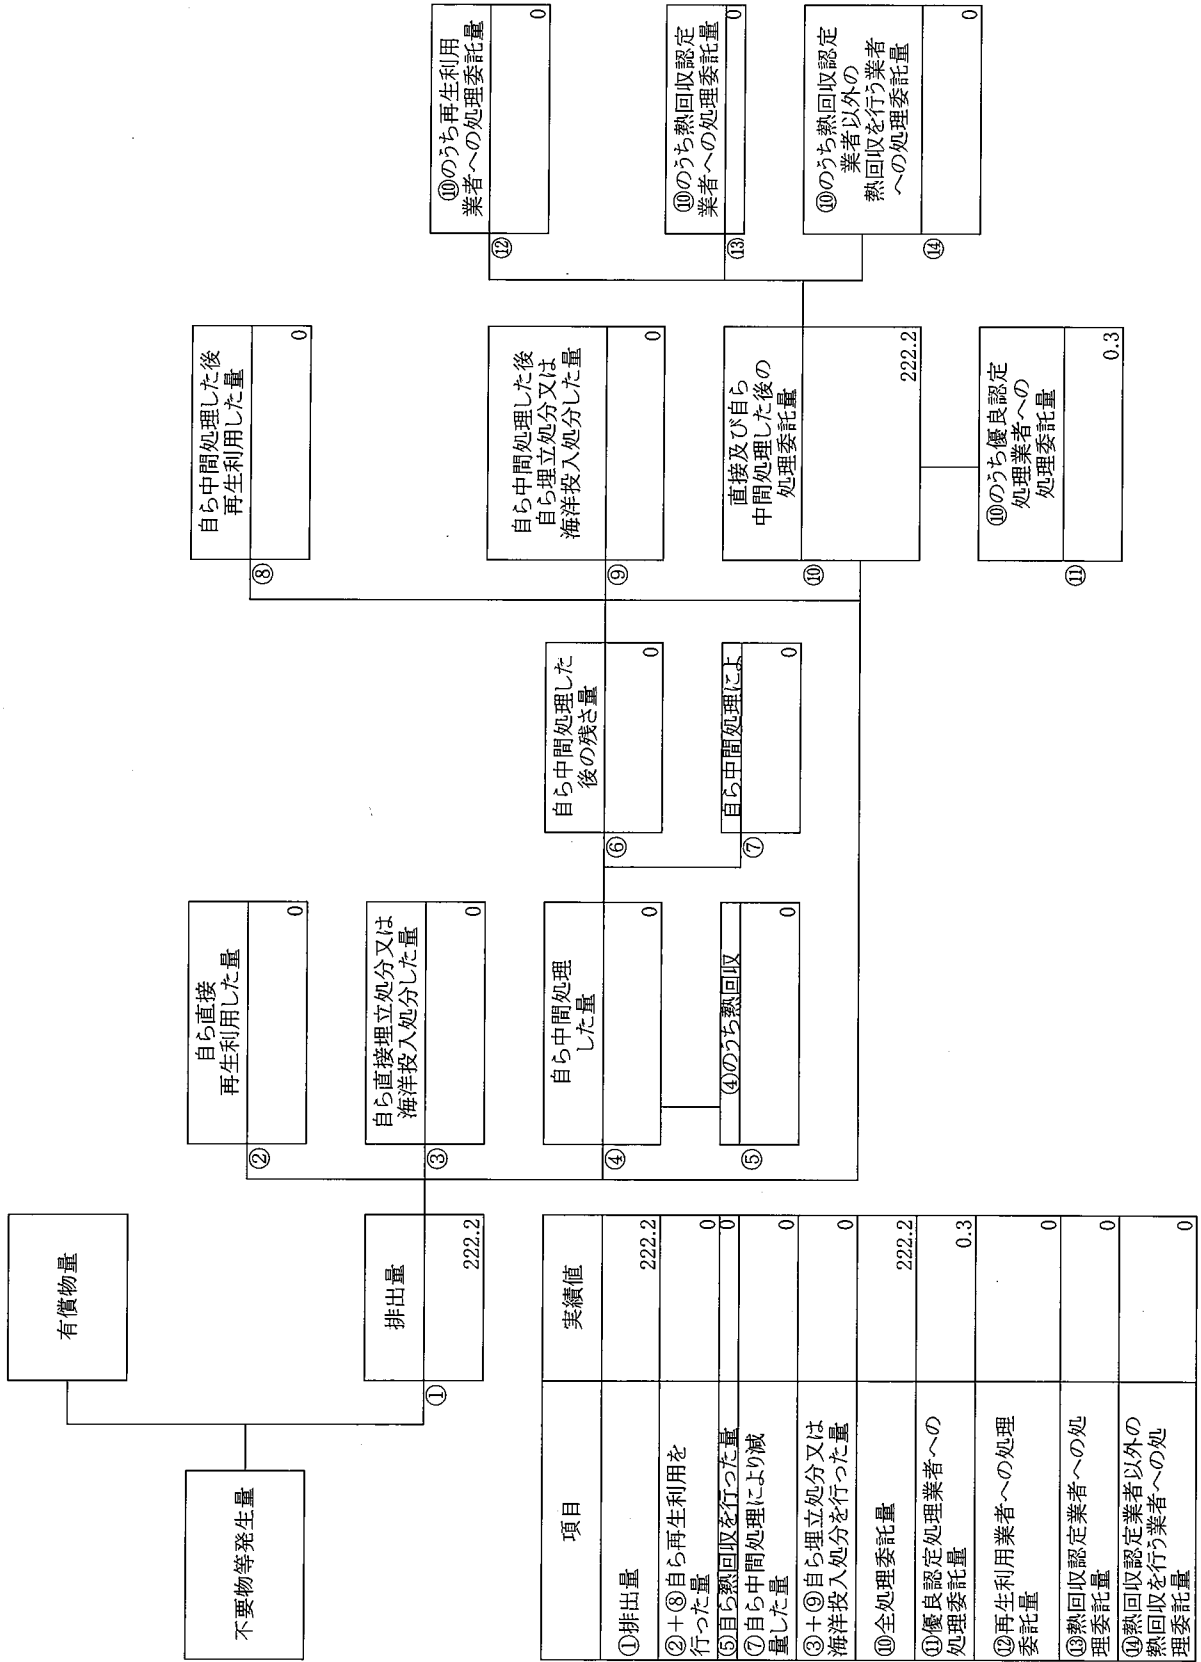 不要物等発生量
有償物量
①
排出量
222.2
②
自ら直接
再生利用した量
0
③
自ら直接埋立処分又は
海洋投入処分した量
0
④
自ら中間処理
した量
0
⑤
④のうち熱回収
0
⑥
自ら中間処理した
後の残さ量
0
⑦
自ら中間処理によ
0
⑧
自ら中間処理した後
再生利用した量
0
⑨
自ら中間処理した後
自ら埋立処分又は
海洋投入処分した量
0
⑩
直接及び自ら
中間処理した後の
処理委託量
222.2
⑪
⑩のうち優良認定
処理業者への
処理委託量
0.3
⑫
⑩のうち再生利用
業者への処理委託量
0
⑬
⑩のうち熱回収認定
業者への処理委託量
0
⑭
⑩のうち熱回収認定
業者以外の
熱回収を行う業者
への処理委託量
0
項目 実績値
①排出量 222.2
②+⑧自ら再生利用を
行った量 0
⑤自ら熱回収を行った量 0
⑦自ら中間処理により減
量した量 0
③+⑨自ら埋立処分又は
海洋投入処分を行った量 0
⑩全処理委託量 222.2
⑪優良認定処理業者への
処理委託量 0.3
⑫再生利用業者への処理
委託量 0
⑬熱回収認定業者への処
理委託量 0
⑭熱回収認定業者以外の
熱回収を行う業者への処
理委託量 0